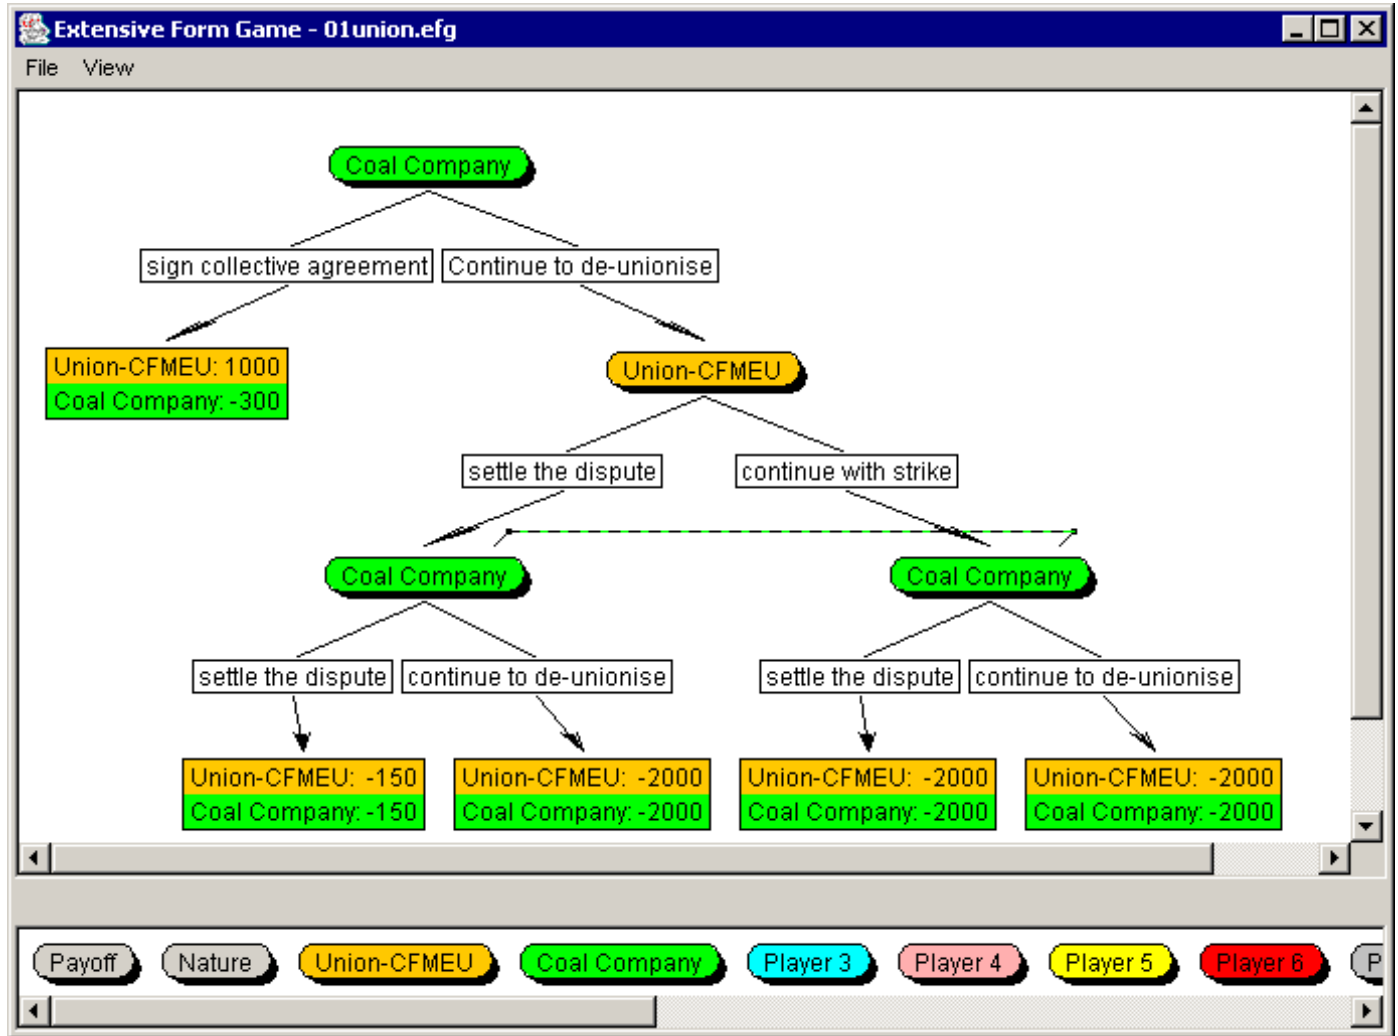 Extensive Form Game - 01union.efg
File View
Coal Company
sign collective agreement Continue to de-unionise
Union-CFMEU: 1000
Coal Company: -300
Union-CFMEU
settle the dispute continue with strike
Coal Company Coal Company
settle the dispute continue to de-unionise settle the dispute continue to de-unionise
Union-CFMEU: -150 Union-CFMEU: -2000 Union-CFMEU: -2000 Union-CFMEU: -2000
Coal Company: -150 Coal Company: -2000 Coal Company: -2000 Coal Company: -2000
Payoff Nature Union-CFMEU Coal Company Player 3 Player 4 Player 5 Player 6 P